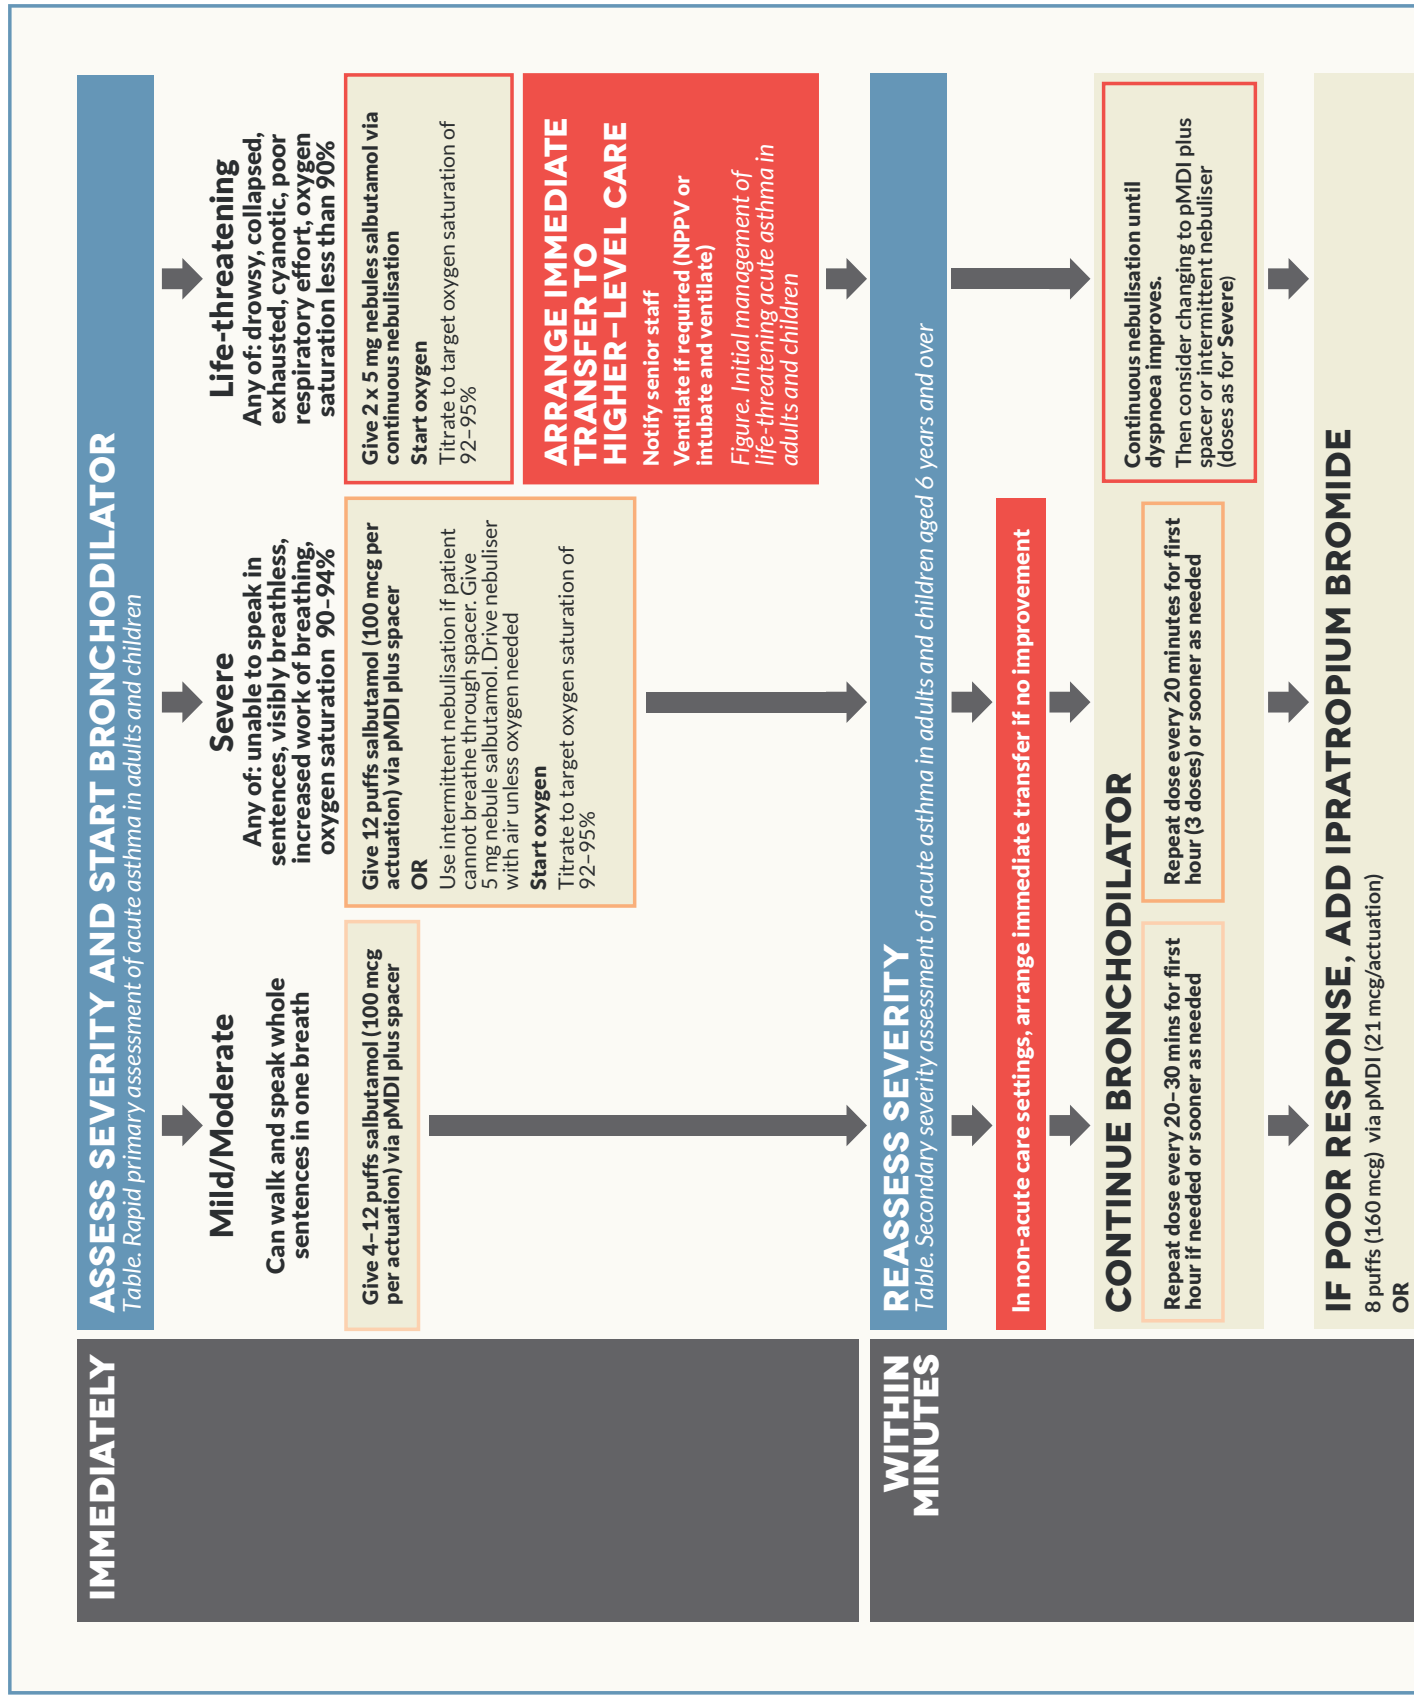 IMMEDIATELY
ASSESS SEVERITY AND START BRONCHODILATOR
Table. Rapid primary assessment of acute asthma in adults and children
Mild/Moderate
Can walk and speak whole
sentences in one breath
Give 4–12 puffs salbutamol (100 mcg
per actuation) via pMDI plus spacer
Severe
Any of: unable to speak in
sentences, visibly breathless,
increased work of breathing,
oxygen saturation 90–94%
Give 12 puffs salbutamol (100 mcg per
actuation) via pMDI plus spacer
OR
Use intermittent nebulisation if patient
cannot breathe through spacer. Give
5 mg nebule salbutamol. Drive nebuliser
with air unless oxygen needed
Start oxygen
Titrate to target oxygen saturation of
92–95%
Life-threatening
Any of: drowsy, collapsed,
exhausted, cyanotic, poor
respiratory effort, oxygen
saturation less than 90%
Give 2 x 5 mg nebules salbutamol via
continuous nebulisation
Start oxygen
Titrate to target oxygen saturation of
92–95%
ARRANGE IMMEDIATE
TRANSFER TO
HIGHER-LEVEL CARE
Notify senior staff
Ventilate if required (NPPV or
intubate and ventilate)
Figure. Initial management of
life-threatening acute asthma in
adults and children
WITHIN
MINUTES
REASSESS SEVERITY
Table. Secondary severity assessment of acute asthma in adults and children aged 6 years and over
In non-acute care settings, arrange immediate transfer if no improvement
CONTINUE BRONCHODILATOR
Repeat dose every 20–30 mins for first
hour if needed or sooner as needed
Repeat dose every 20 minutes for first
hour (3 doses) or sooner as needed
Continuous nebulisation until
dyspnoea improves.
Then consider changing to pMDI plus
spacer or intermittent nebuliser
(doses as for Severe)
IF POOR RESPONSE, ADD IPRATROPIUM BROMIDE
8 puffs (160 mcg) via pMDI (21 mcg/actuation)
OR